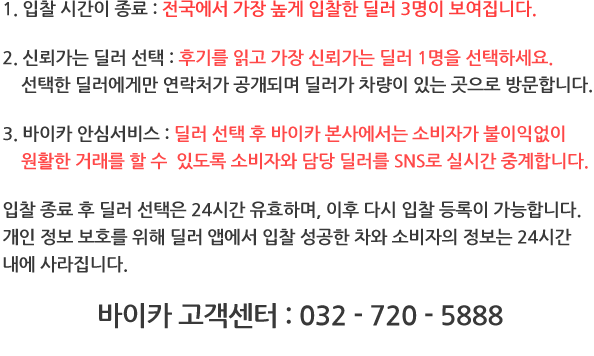 1. 입찰 시간이 종료 : 전국에서 가장 높게 입찰한 딜러 3명이 보여집니다.
2. 신뢰가는 딜러 선택 : 후기를 읽고 가장 신뢰가는 딜러 1명을 선택하세요.
선택한 딜러에게만 연락처가 공개되며 딜러가 차량이 있는 곳으로 방문합니다.
3. 바이카 안심서비스 : 딜러 선택 후 바이카 본사에서는 소비자가 불이익없이
원활한 거래를 할 수 있도록 소비자와 담당 딜러를 SNS로 실시간 중계합니다.
입찰 종료 후 딜러 선택은 24시간 유효하며, 이후 다시 입찰 등록이 가능합니다.
개인 정보 보호를 위해 딜러 앱에서 입찰 성공한 차와 소비자의 정보는 24시간
내에 사라집니다.
바이카 고객센터 : 032 - 720 - 5888